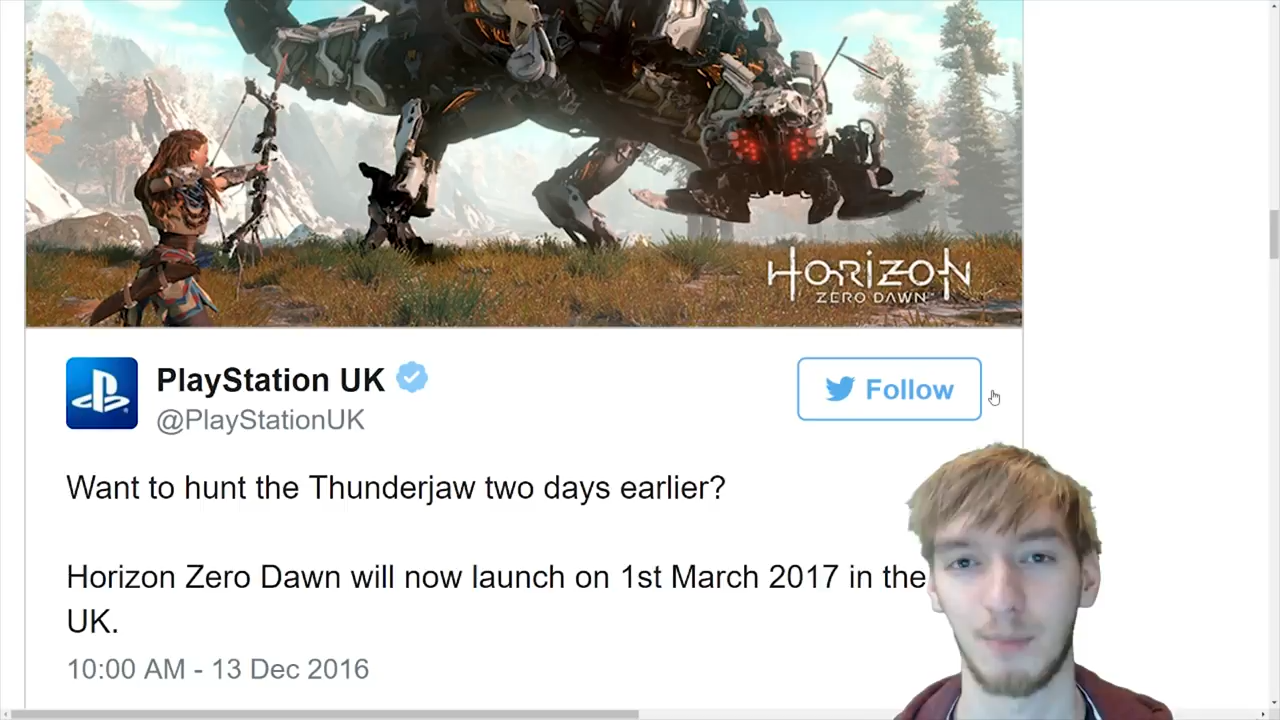 HORIZON
ZERO DAWN
PlayStation UK
@PlayStationUK
Follow
Want to hunt the Thunderjaw two days earlier?
Horizon Zero Dawn will now launch on 1st March 2017 in the
UK.
10:00 AM - 13 Dec 2016